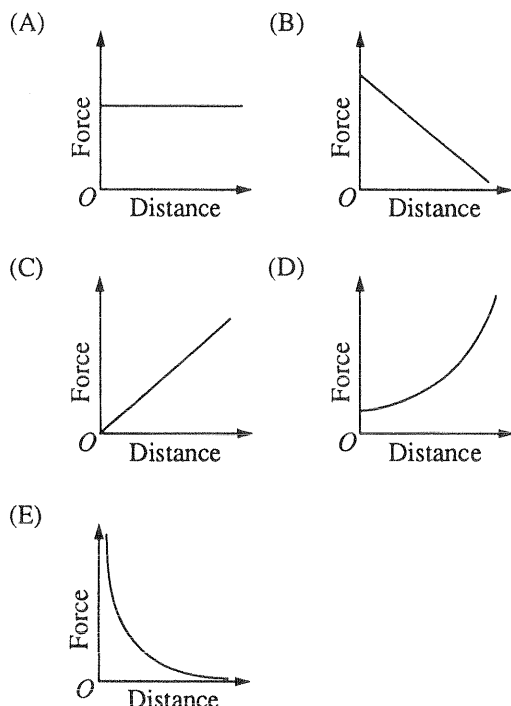 (A)
Force
O
Distance
(B)
Force
O
Distance
(C)
Force
O
Distance
(D)
Force
O
Distance
(E)
Force
O
Distance